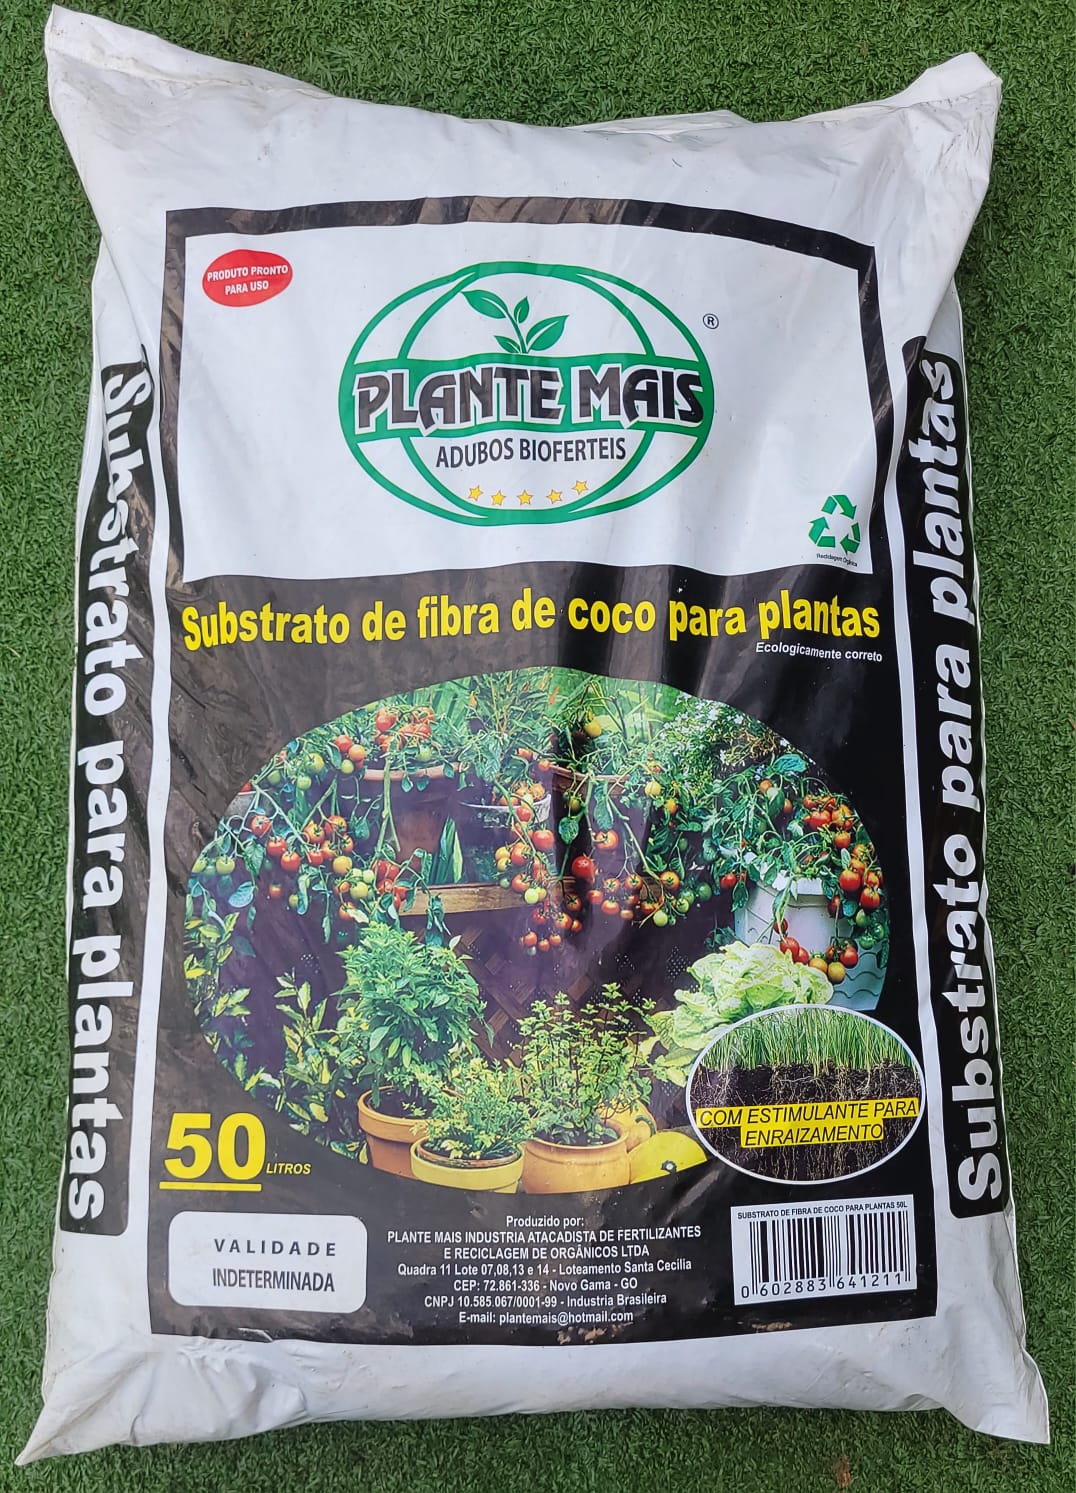 PRODUTO PRONTO
PARA USO
®
PLANTE MAIS
ADUBOS BIOFERTEIS
Reciclagem Orgânica
Substrato de fibra de coco para plantas
Ecologicamente correto
Substrato para plantas
Substrato para plantas
COM ESTIMULANTE PARA
ENRAIZAMENTO
50 LITROS
VALIDADE
INDETERMINADA
Produzido por:
PLANTE MAIS INDUSTRIA ATACADISTA DE FERTILIZANTES
E RECICLAGEM DE ORGÂNICOS LTDA
Quadra 11 Lote 07,08,13 e 14 - Loteamento Santa Cecilia
CEP: 72.861-336 - Novo Gama - GO
CNPJ 10.585.067/0001-99 - Industria Brasileira
E-mail: plantemais@hotmail.com
SUBSTRATO DE FIBRA DE COCO PARA PLANTAS 50L
0 602883 641211